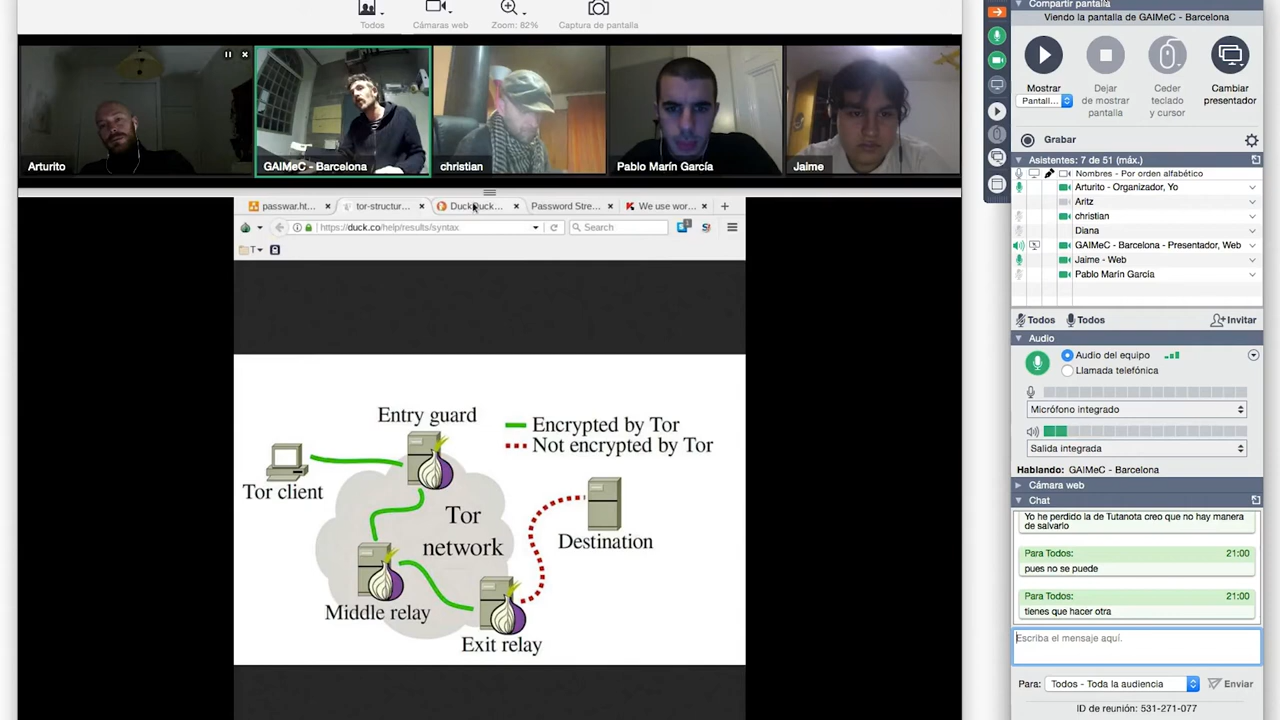 Todos
Cámaras web
Zoom: 82%
Captura de pantalla
Arturito
GAIMeC - Barcelona
christian
Pablo Marín García
Jaime
passwar.ht...
tor-structur...
DuckDuck...
Password Stre...
We use wor...
https://duck.co/help/results/syntax
Search
T
Entry guard
Encrypted by Tor
Not encrypted by Tor
Tor client
Tor
network
Destination
Middle relay
Exit relay
Compartir pantalla
Viendo la pantalla de GAIMeC - Barcelona
Mostrar
Pantall...
Dejar
de mostrar
pantalla
Ceder
teclado
y cursor
Cambiar
presentador
Grabar
Asistentes: 7 de 51 (máx.)
Nombres - Por orden alfabético
Arturito - Organizador, Yo
Aritz
christian
Diana
GAIMeC - Barcelona - Presentador, Web
Jaime - Web
Pablo Marín García
Todos
Todos
Invitar
Audio
Audio del equipo
Llamada telefónica
Micrófono integrado
Salida integrada
Hablando: GAIMeC - Barcelona
Cámara web
Chat
Yo he perdido la de Tutanota creo que no hay manera
de salvarlo
Para Todos: 21:00
pues no se puede
Para Todos: 21:00
tienes que hacer otra
Escriba el mensaje aquí.
Para: Todos - Toda la audiencia
Enviar
ID de reunión: 531-271-077